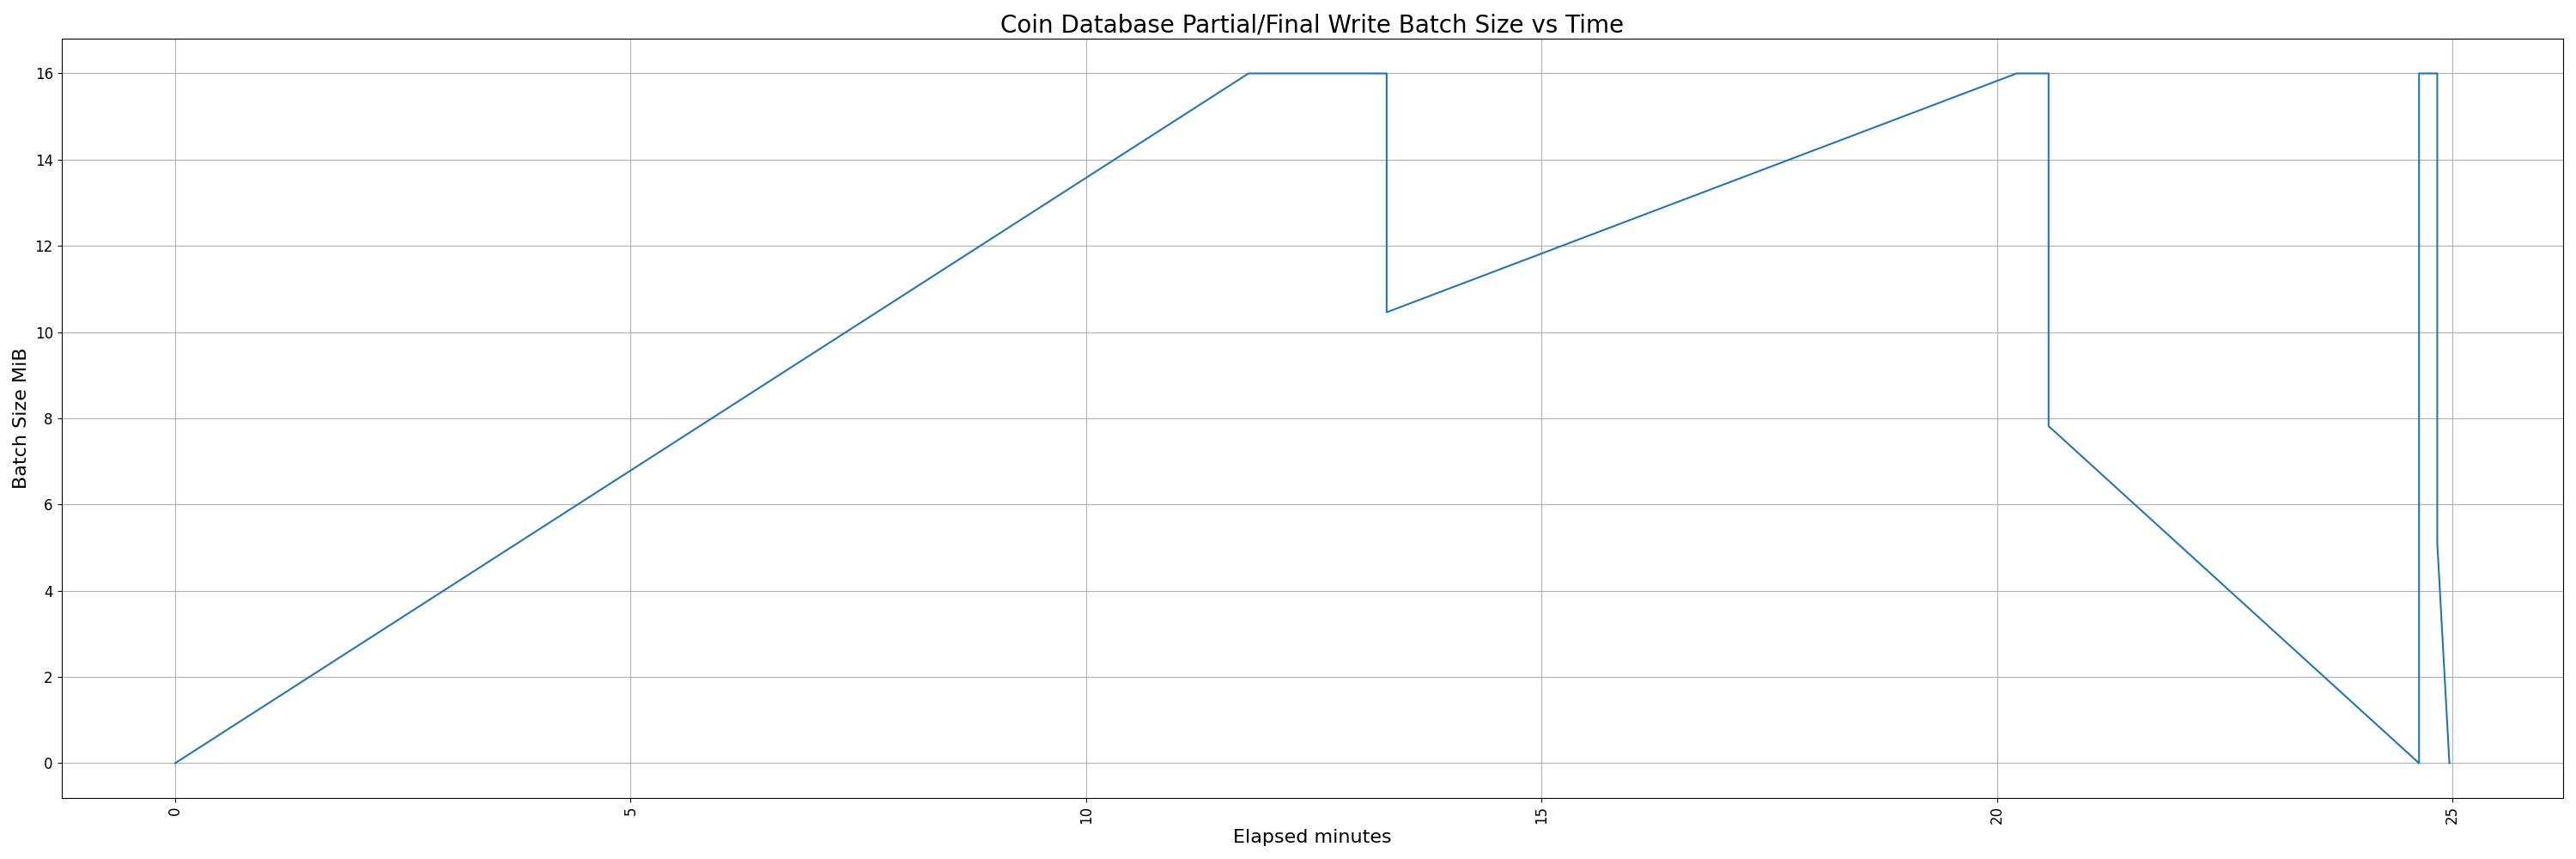 Coin Database Partial/Final Write Batch Size vs Time
16
14
12
10
8
6
4
2
0
Batch Size MiB
0 5 10 15 20 25
Elapsed minutes